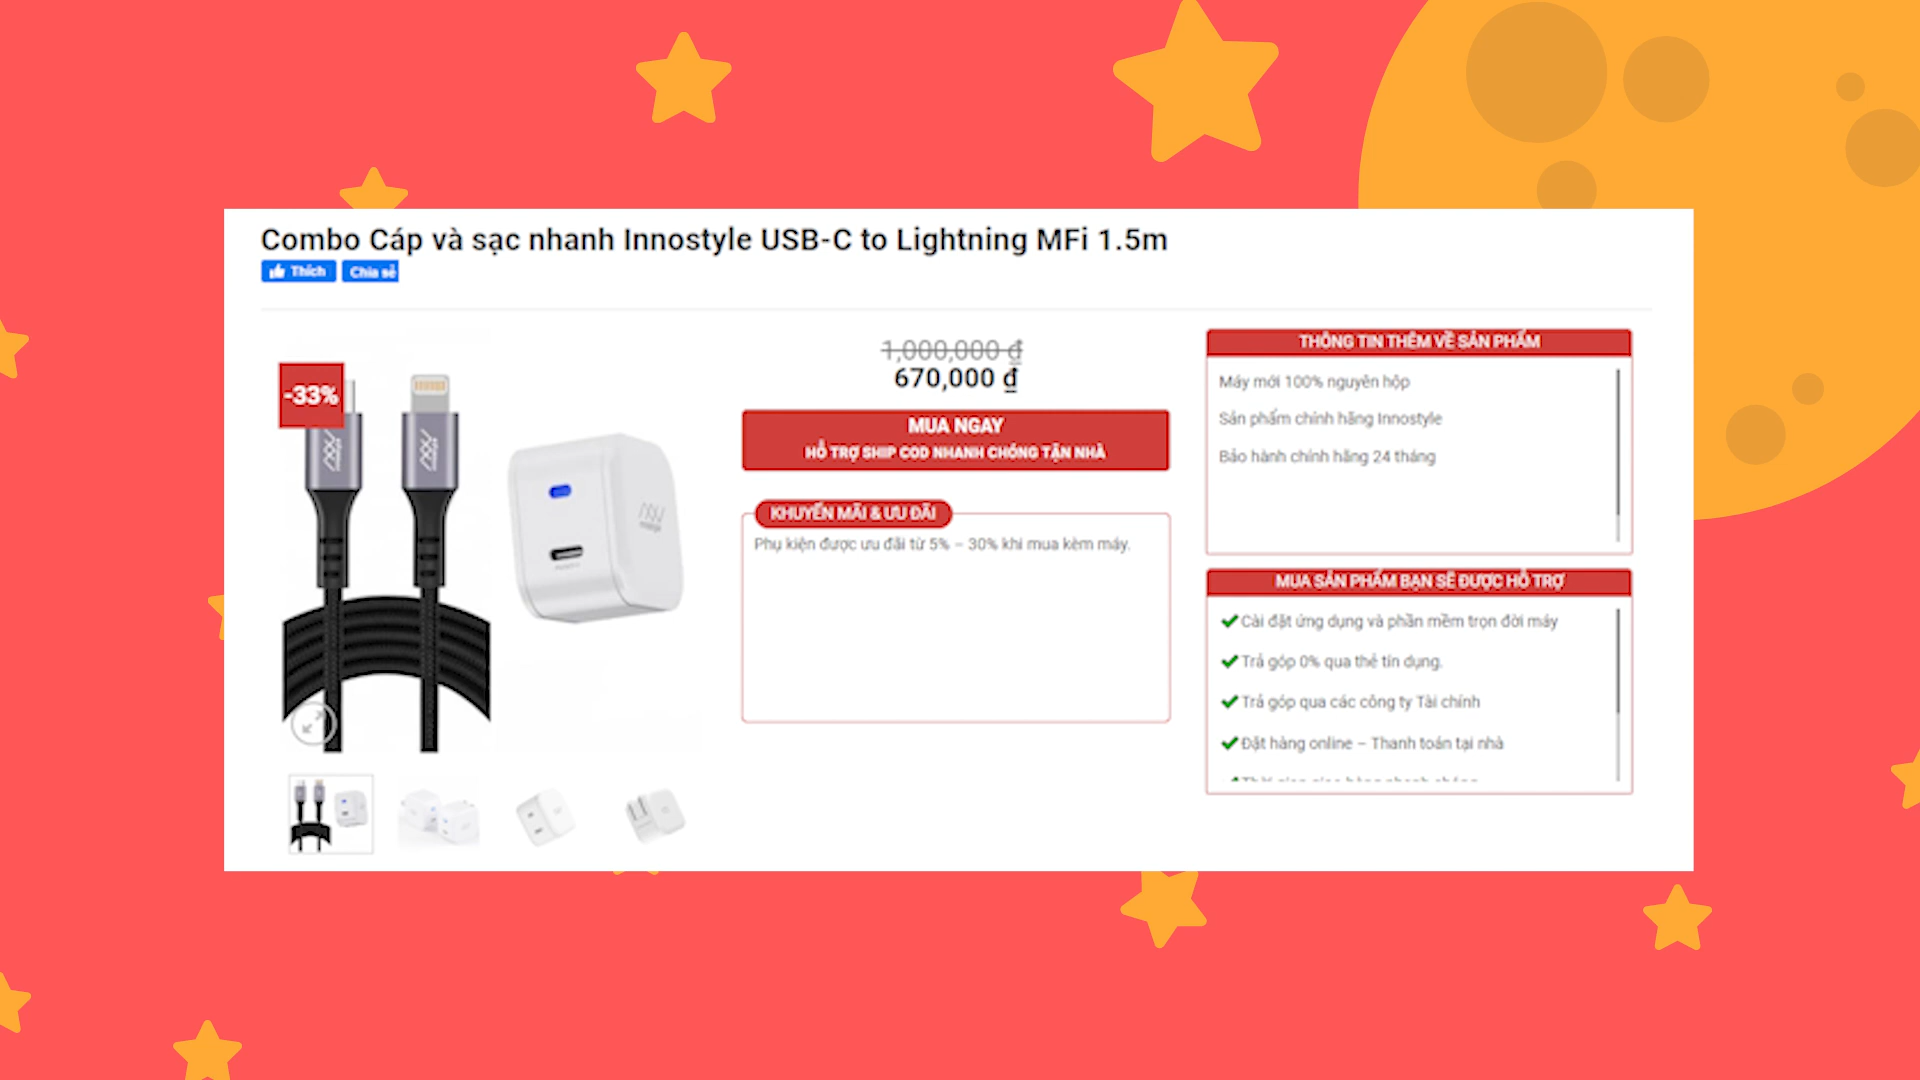 Combo Cáp và sạc nhanh Innostyle USB-C to Lightning MFi 1.5m
Thích
Chia sẻ
-33%
1,000,000 ₫
670,000 ₫
MUA NGAY
HỖ TRỢ SHIP COD NHANH CHÓNG TẬN NHÀ
KHUYẾN MÃI & ƯU ĐÃI
Phụ kiện được ưu đãi từ 5% – 30% khi mua kèm máy.
THÔNG TIN THÊM VỀ SẢN PHẨM
Máy mới 100% nguyên hộp
Sản phẩm chính hãng Innostyle
Bảo hành chính hãng 24 tháng
MUA SẢN PHẨM BẠN SẼ ĐƯỢC HỖ TRỢ
Cài đặt ứng dụng và phần mềm trọn đời máy
Trả góp 0% qua thẻ tín dụng.
Trả góp qua các công ty Tài chính
Đặt hàng online – Thanh toán tại nhà